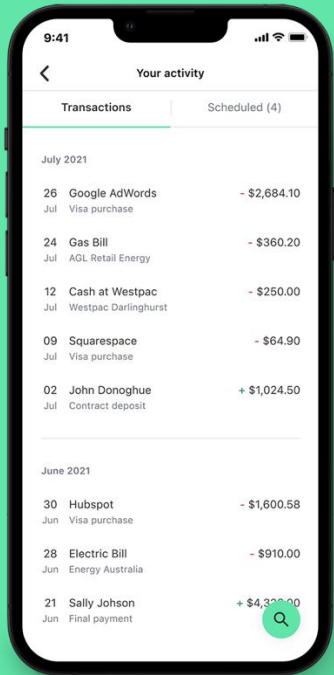 9:41
Your activity
Transactions Scheduled (4)
July 2021
26 Google AdWords - $2,684.10
Jul Visa purchase
24 Gas Bill - $360.20
Jul AGL Retail Energy
12 Cash at Westpac - $250.00
Jul Westpac Darlinghurst
09 Squarespace - $64.90
Jul Visa purchase
02 John Donoghue + $1,024.50
Jul Contract deposit
June 2021
30 Hubspot - $1,600.58
Jun Visa purchase
28 Electric Bill - $910.00
Jun Energy Australia
21 Sally Johson
Jun Final payment